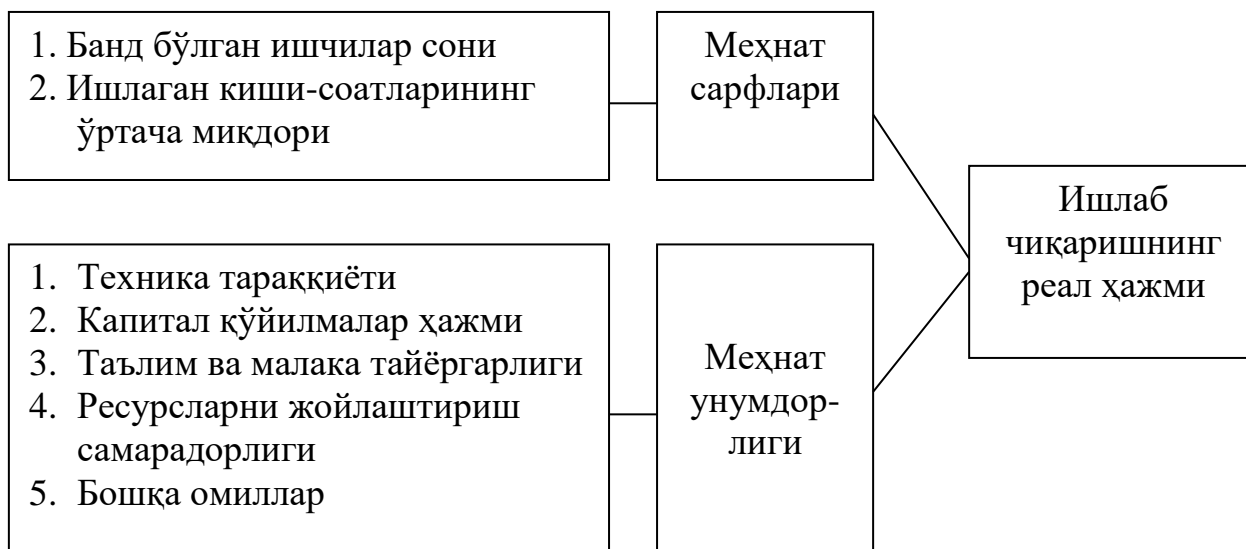 1. Банд бўлган ишчилар сони
2. Ишлаган киши-соатларининг
ўртача миқдори
Меҳнат
сарфлари
Ишлаб
чиқаришнинг
реал ҳажми
1. Техника тараққиёти
2. Капитал қўйилмалар ҳажми
3. Таълим ва малака тайёргарлиги
4. Ресурсларни жойлаштириш
самарадорлиги
5. Бошқа омиллар
Меҳнат
унумдор-
лиги